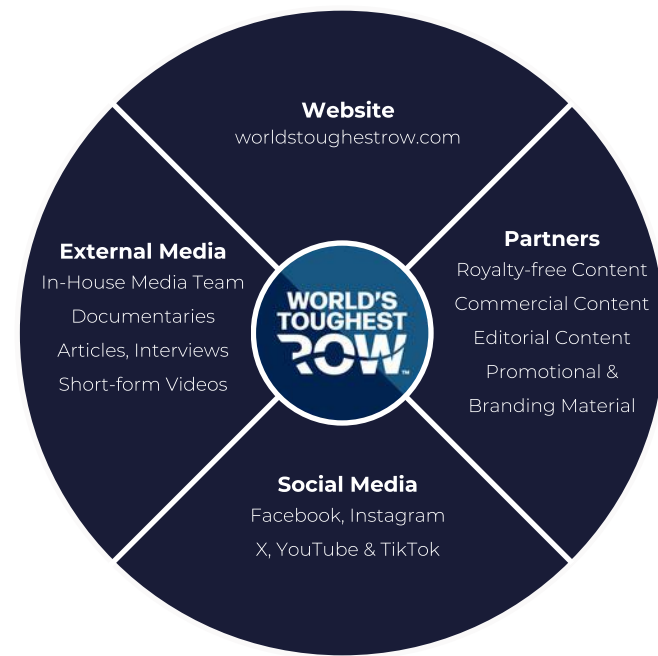 Website
worldstoughestrow.com
External Media
In-House Media Team
Documentaries
Articles, Interviews
Short-form Videos
WORLD'S
TOUGHEST
ROW™
Partners
Royalty-free Content
Commercial Content
Editorial Content
Promotional &
Branding Material
Social Media
Facebook, Instagram
X, YouTube & TikTok